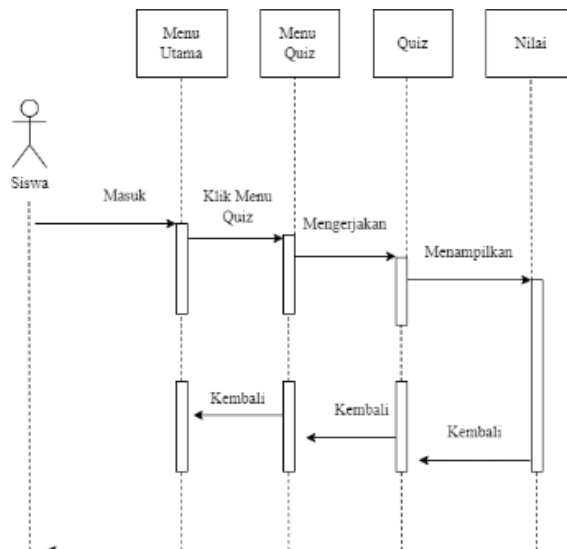 Menu
Utama
Menu
Quiz
Quiz
Nilai
Siswa
Masuk
Klik Menu
Quiz
Mengerjakan
Menampilkan
Kembali
Kembali
Kembali